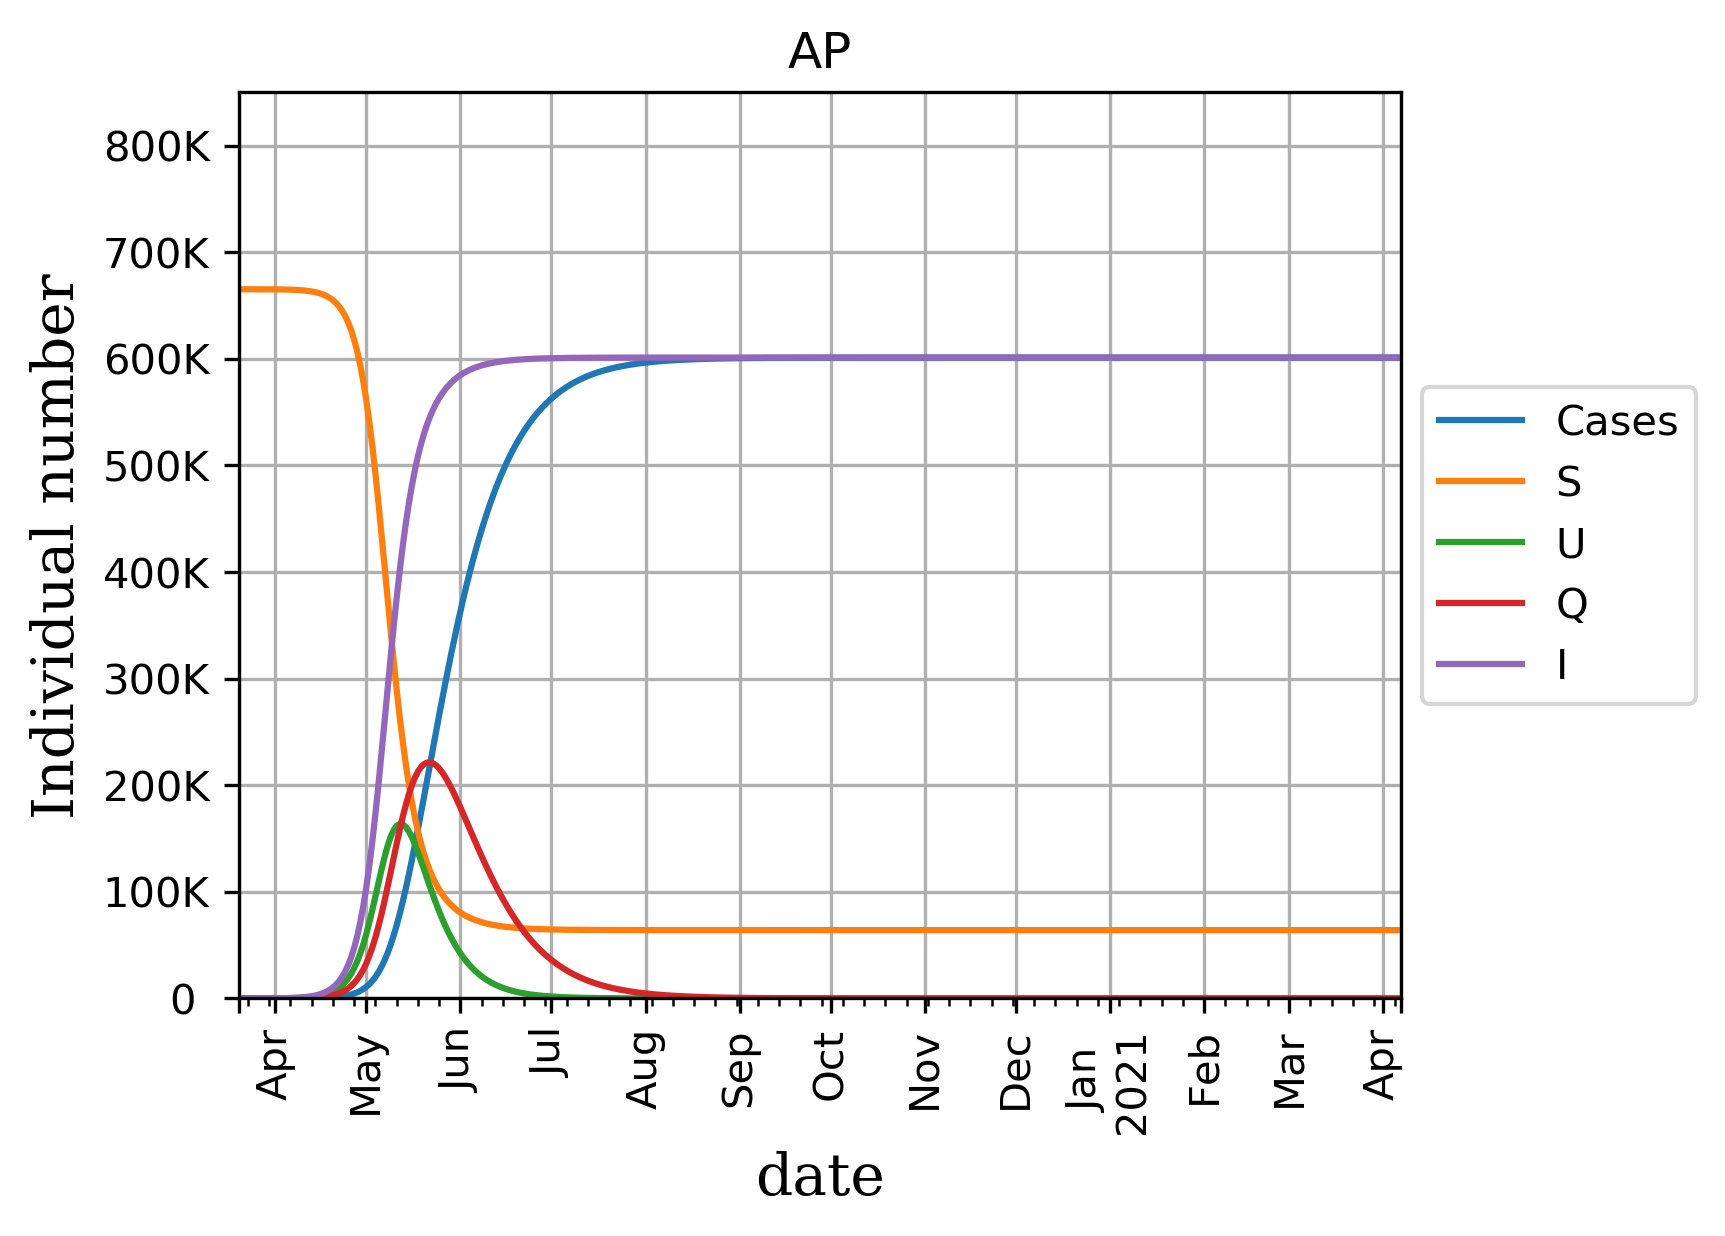 AP
Individual number
800K
700K
600K
500K
400K
300K
200K
100K
0
Apr
May
Jun
Jul
Aug
Sep
Oct
Nov
Dec
Jan
2021
Feb
Mar
Apr
date
Cases
S
U
Q
I